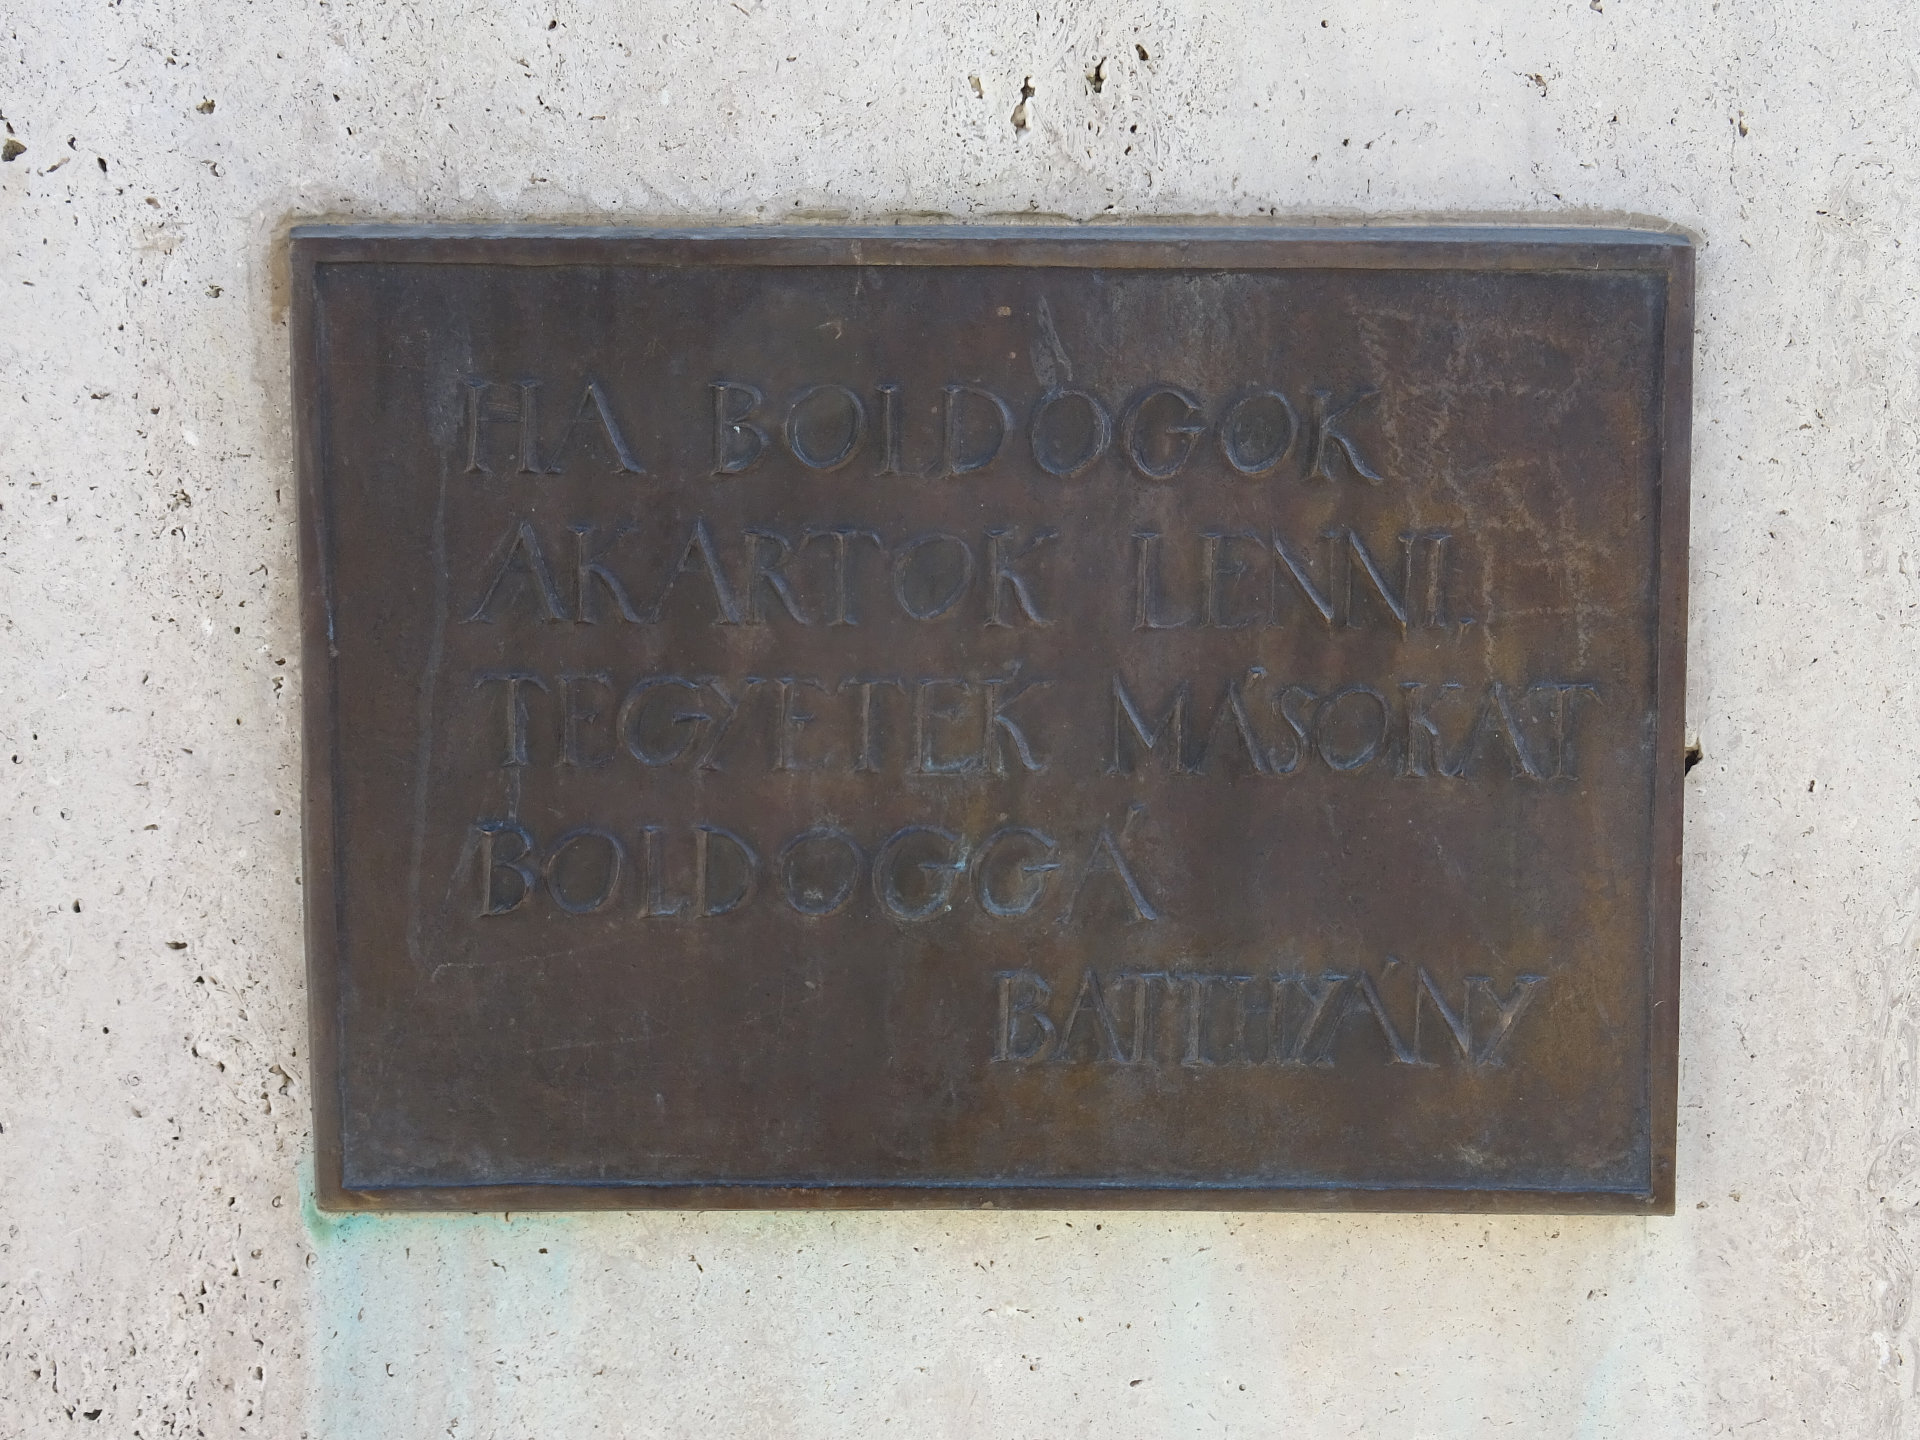 HA BOLDOGOK
AKARTOK LENNI,
TEGYETEK MÁSOKAT
BOLDOGGÁ
BATTHYÁNY